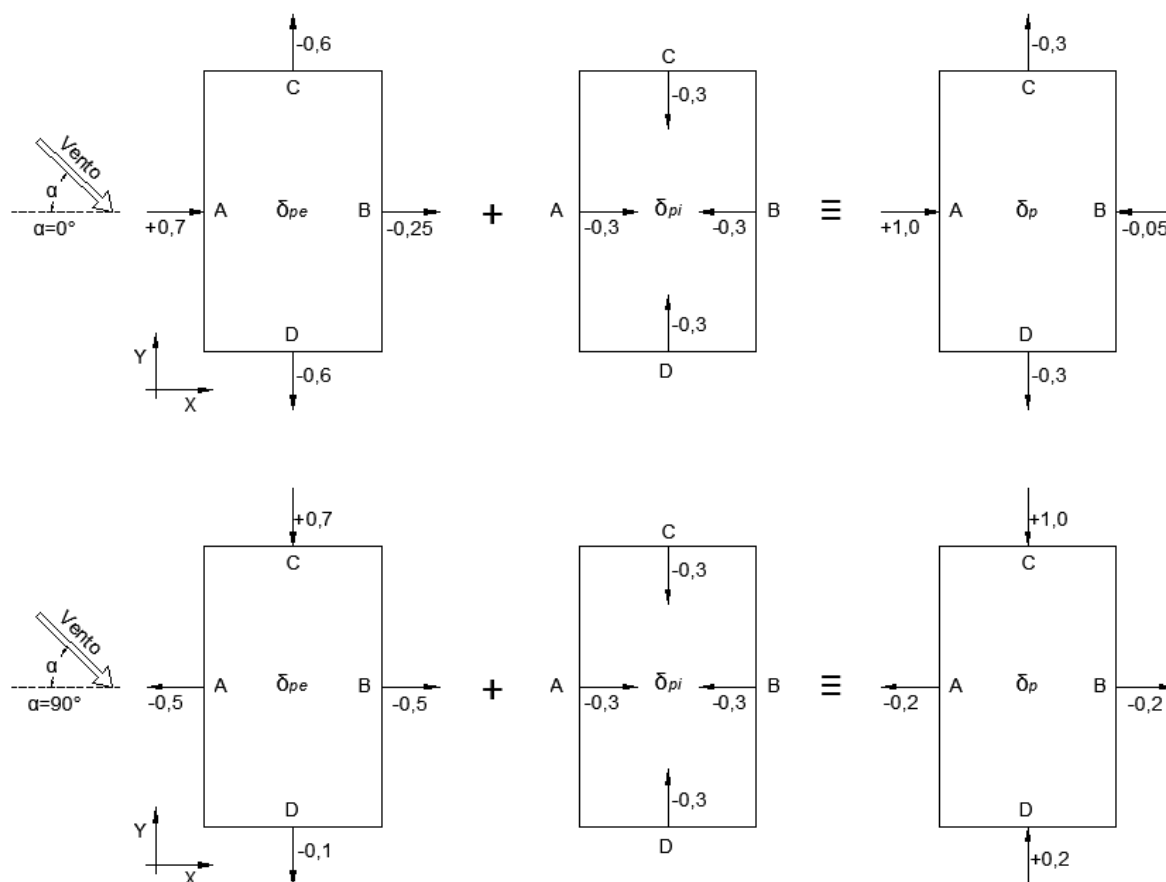 -0,6
C
Vento
α
α=0°
+0,7
A
δpe
B
-0,25
D
-0,6
Y
X
+
C
-0,3
A
-0,3
δpi
-0,3
B
-0,3
D
≡
-0,3
C
+1,0
A
δp
B
-0,05
D
-0,3
+0,7
C
Vento
α
α=90°
-0,5
A
δpe
B
-0,5
D
-0,1
Y
X
+
C
-0,3
A
-0,3
δpi
-0,3
B
-0,3
D
≡
+1,0
C
-0,2
A
δp
B
-0,2
D
+0,2